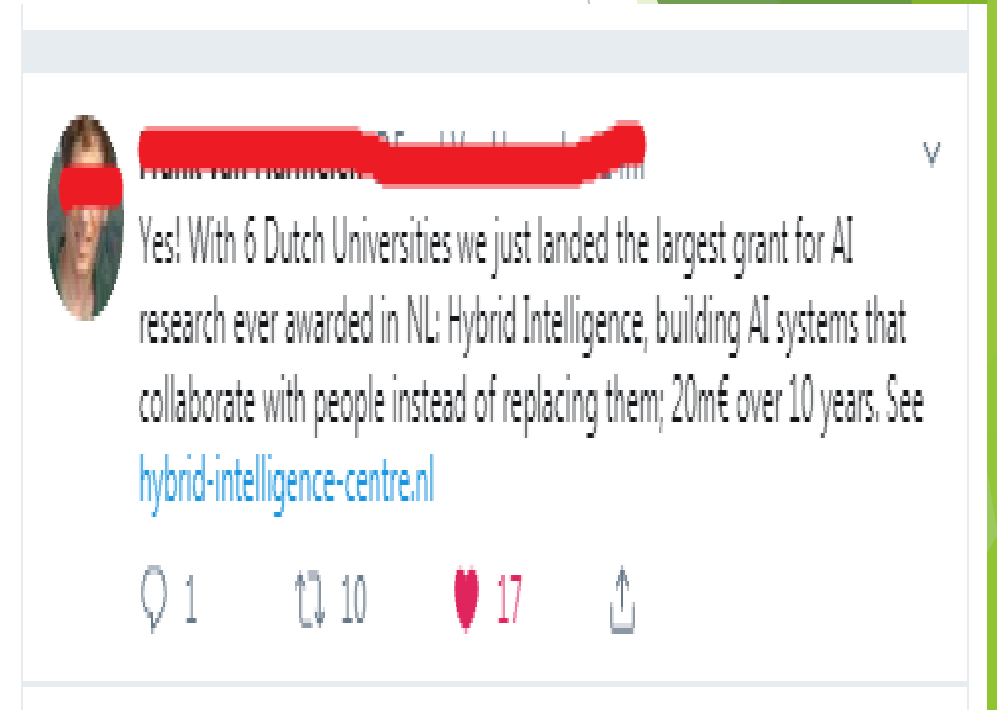 Yes! With 6 Dutch Universities we just landed the largest grant for AI
research ever awarded in NL: Hybrid Intelligence, building AI systems that
collaborate with people instead of replacing them; 20m€ over 10 years. See
hybrid-intelligence-centre.nl
1 10 17